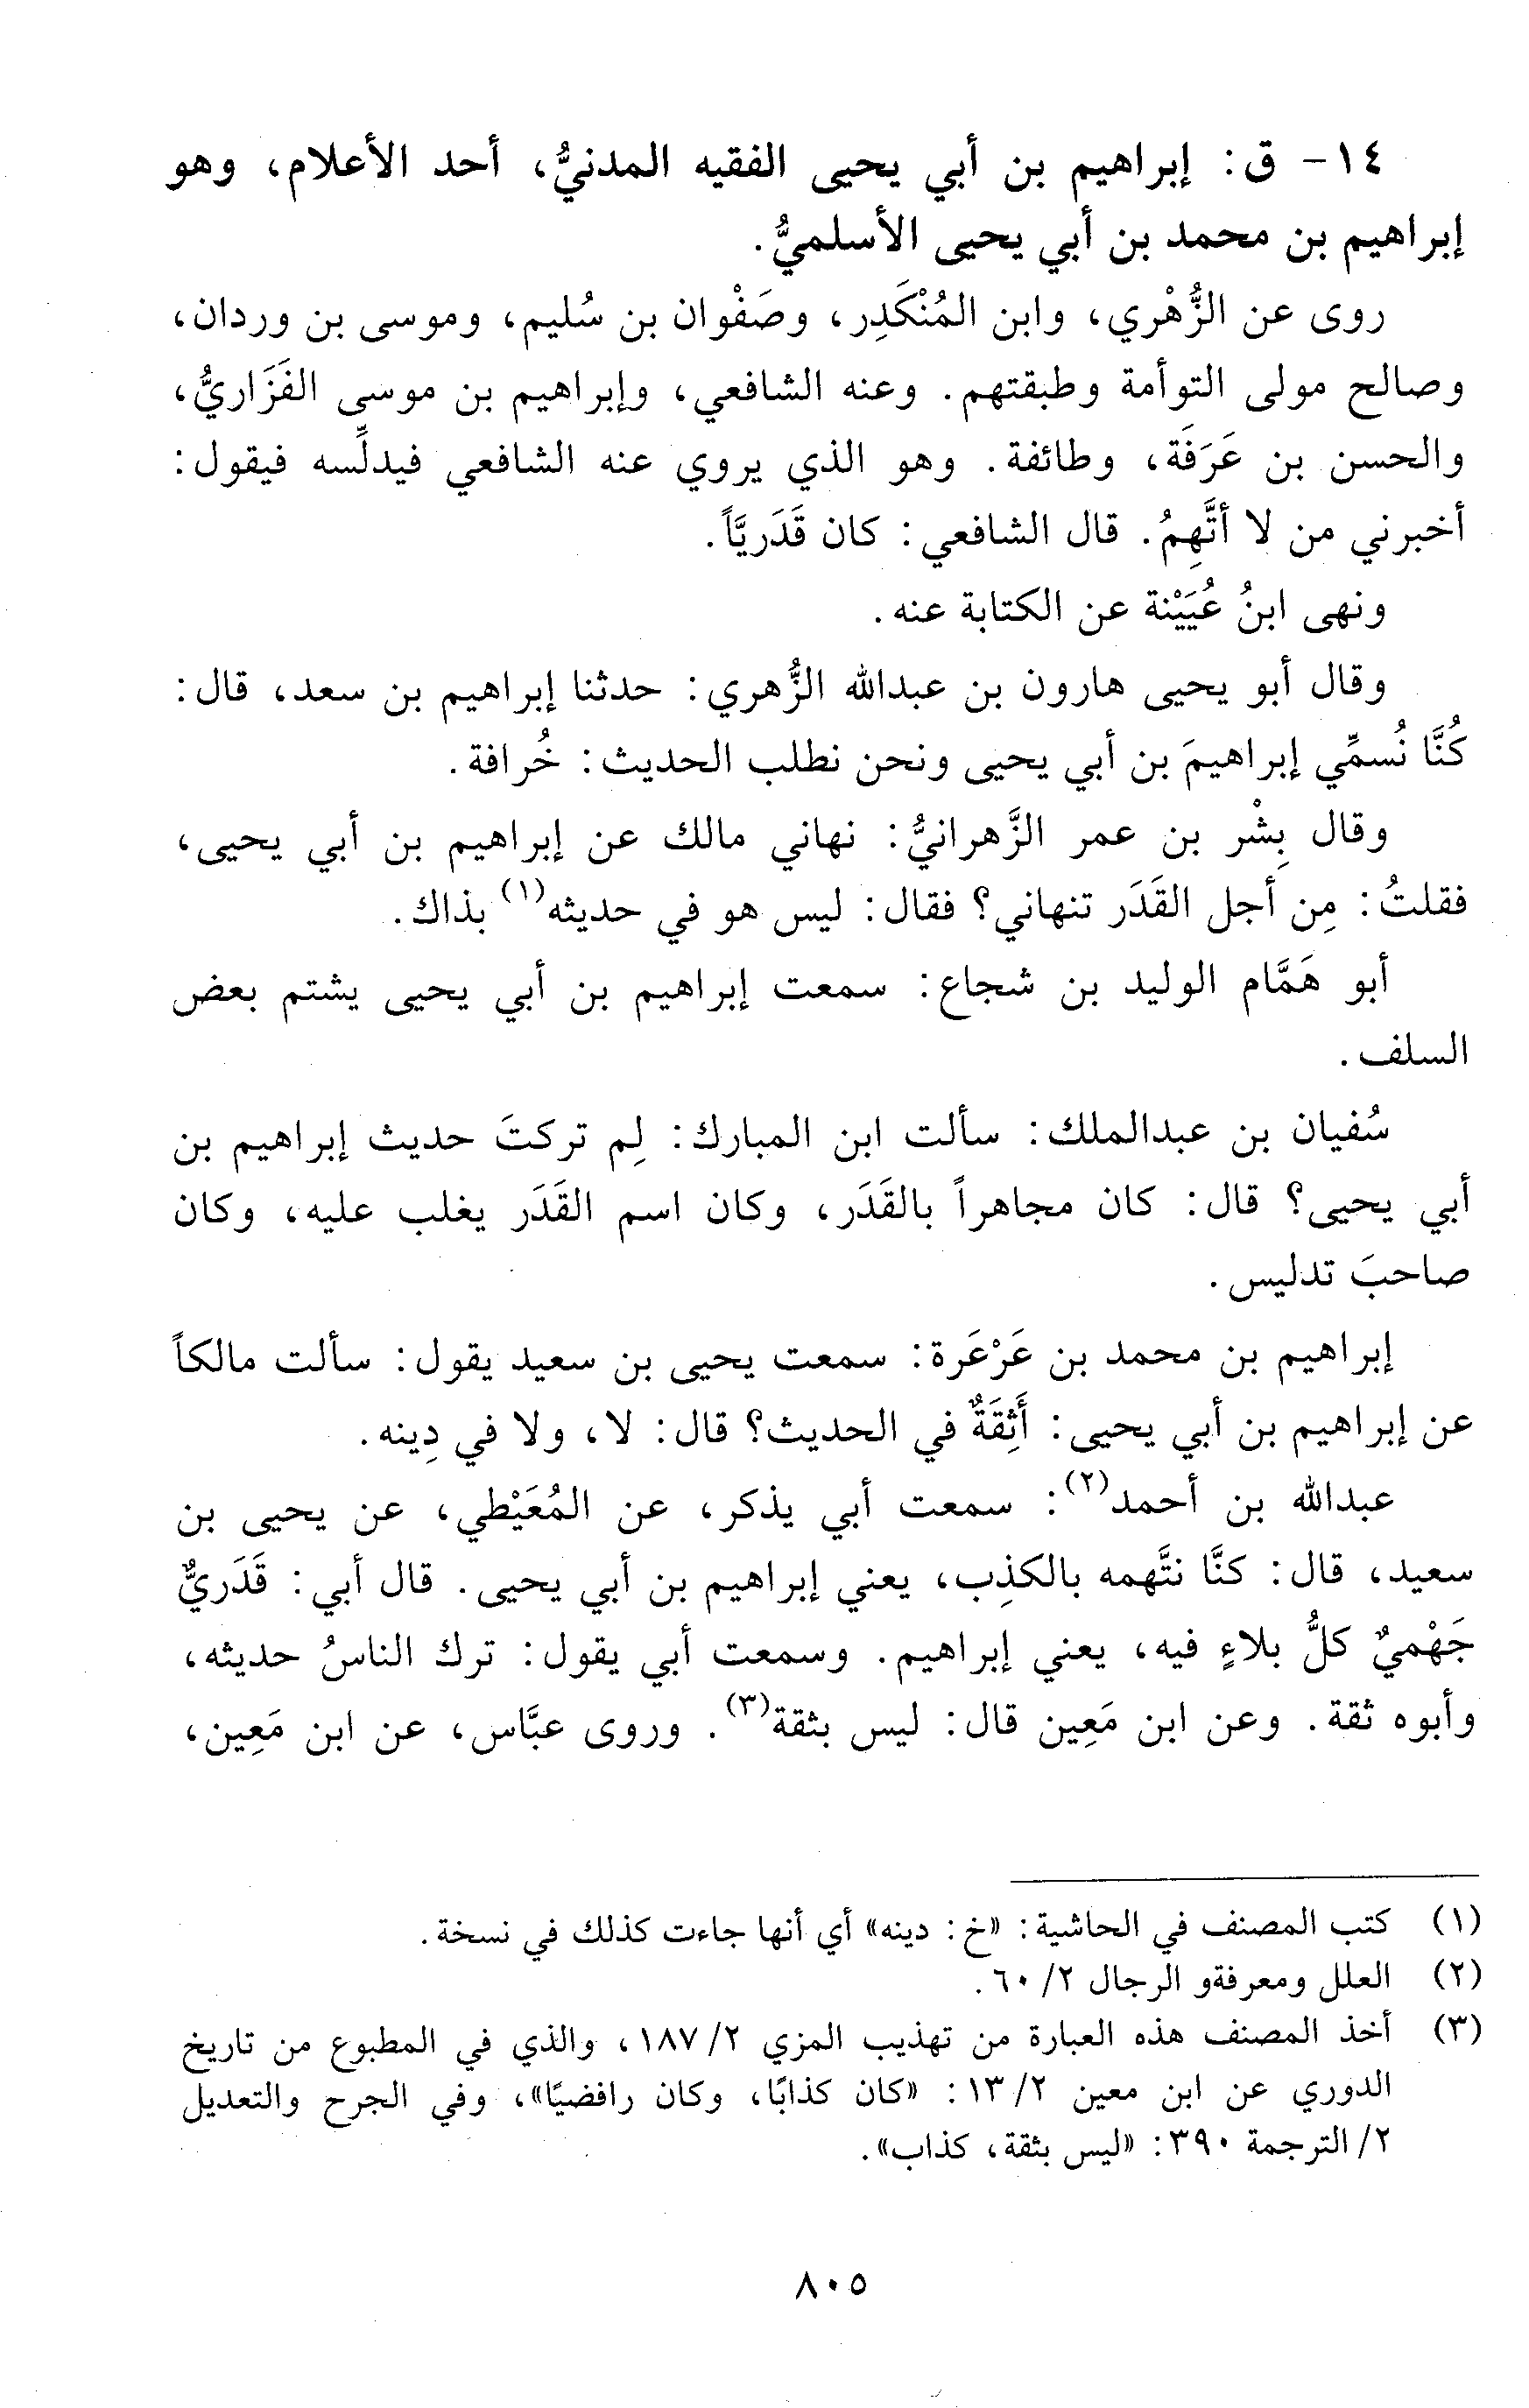 ١٤- ق: إبراهيم بن أبي يحيى الفقيه المدنيُّ، أحد الأعلام، وهو
إبراهيم بن محمد بن أبي يحيى الأسلميُّ.
روى عن الزُّهْري، وابن المُنْكَدِر، وصَفْوان بن سُليم، وموسى بن وردان،
وصالح مولى التوأمة وطبقتهم. وعنه الشافعي، وإبراهيم بن موسى الفَزَاريُّ،
والحسن بن عَرَفَة، وطائفة. وهو الذي يروي عنه الشافعي فيدلِّسه فيقول:
أخبرني من لا أتَّهِمُ. قال الشافعي: كان قَدَريَّاً.
ونهى ابنُ عُيَيْنة عن الكتابة عنه.
وقال أبو يحيى هارون بن عبدالله الزُّهري: حدثنا إبراهيم بن سعد، قال:
كُنَّا نُسمِّي إبراهيمَ بن أبي يحيى ونحن نطلب الحديث: خُرافة.
وقال بِشْر بن عمر الزَّهرانيُّ: نهاني مالك عن إبراهيم بن أبي يحيى،
فقلتُ: مِن أجل القَدَر تنهاني؟ فقال: ليس هو في حديثه(١) بذاك.
أبو هَمَّام الوليد بن شجاع: سمعت إبراهيم بن أبي يحيى يشتم بعض
السلف.
سُفيان بن عبدالملك: سألت ابن المبارك: لِم تركتَ حديث إبراهيم بن
أبي يحيى؟ قال: كان مجاهراً بالقَدَر، وكان اسم القَدَر يغلب عليه، وكان
صاحبَ تدليس.
إبراهيم بن محمد بن عَرْعَرة: سمعت يحيى بن سعيد يقول: سألت مالكاً
عن إبراهيم بن أبي يحيى: أَثِقَةٌ في الحديث؟ قال: لا، ولا في دِينه.
عبدالله بن أحمد(٢): سمعت أبي يذكر، عن المُعَيْطي، عن يحيى بن
سعيد، قال: كنَّا نتَّهمه بالكذِب، يعني إبراهيم بن أبي يحيى. قال أبي: قَدَريٌّ
جَهْميٌ كلُّ بلاءٍ فيه، يعني إبراهيم. وسمعت أبي يقول: ترك الناسُ حديثه،
وأبوه ثقة. وعن ابن مَعِين قال: ليس بثقة(٣). وروى عبَّاس، عن ابن مَعِين،
(١) كتب المصنف في الحاشية: «خ: دينه» أي أنها جاءت كذلك في نسخة.
(٢) العلل ومعرفةو الرجال ٢/ ٦٠.
(٣) أخذ المصنف هذه العبارة من تهذيب المزي ٢/ ١٨٧، والذي في المطبوع من تاريخ
الدوري عن ابن معين ٢/ ١٣: «كان كذابًا، وكان رافضيًا»، وفي الجرح والتعديل
٢/ الترجمة ٣٩٠: «ليس بثقة، كذاب».
٨٠٥